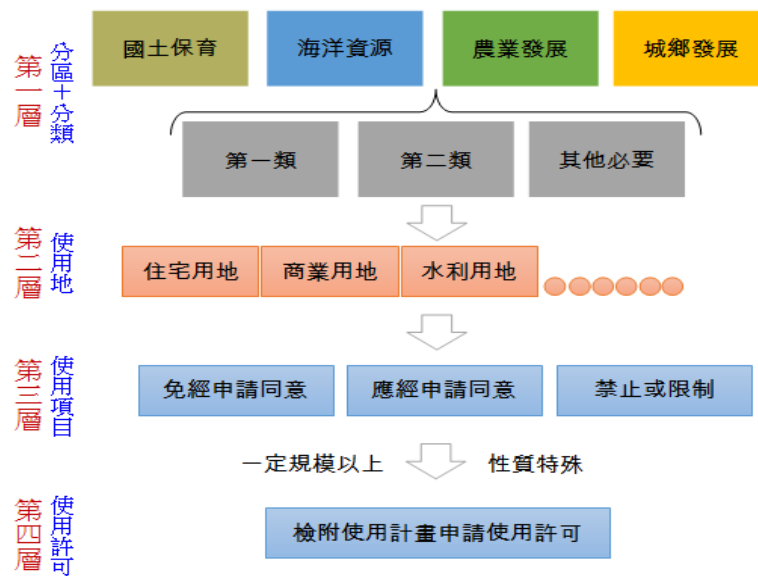 第一層 分區+分類
國土保育 海洋資源 農業發展 城鄉發展
第一類 第二類 其他必要
第二層 使用地
住宅用地 商業用地 水利用地
第三層 使用項目
免經申請同意 應經申請同意 禁止或限制
一定規模以上 性質特殊
第四層 使用許可
檢附使用計畫申請使用許可